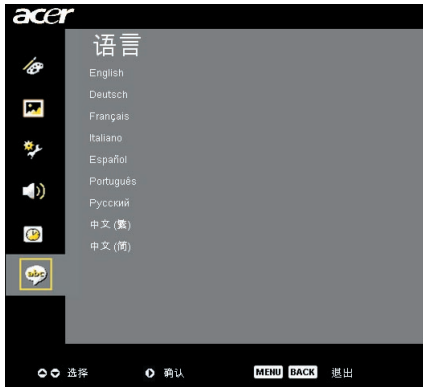 acer
语言
English
Deutsch
Français
Italiano
Español
Português
Русский
中文 (繁)
中文 (简)
abc
选择 确认 MENU BACK 退出